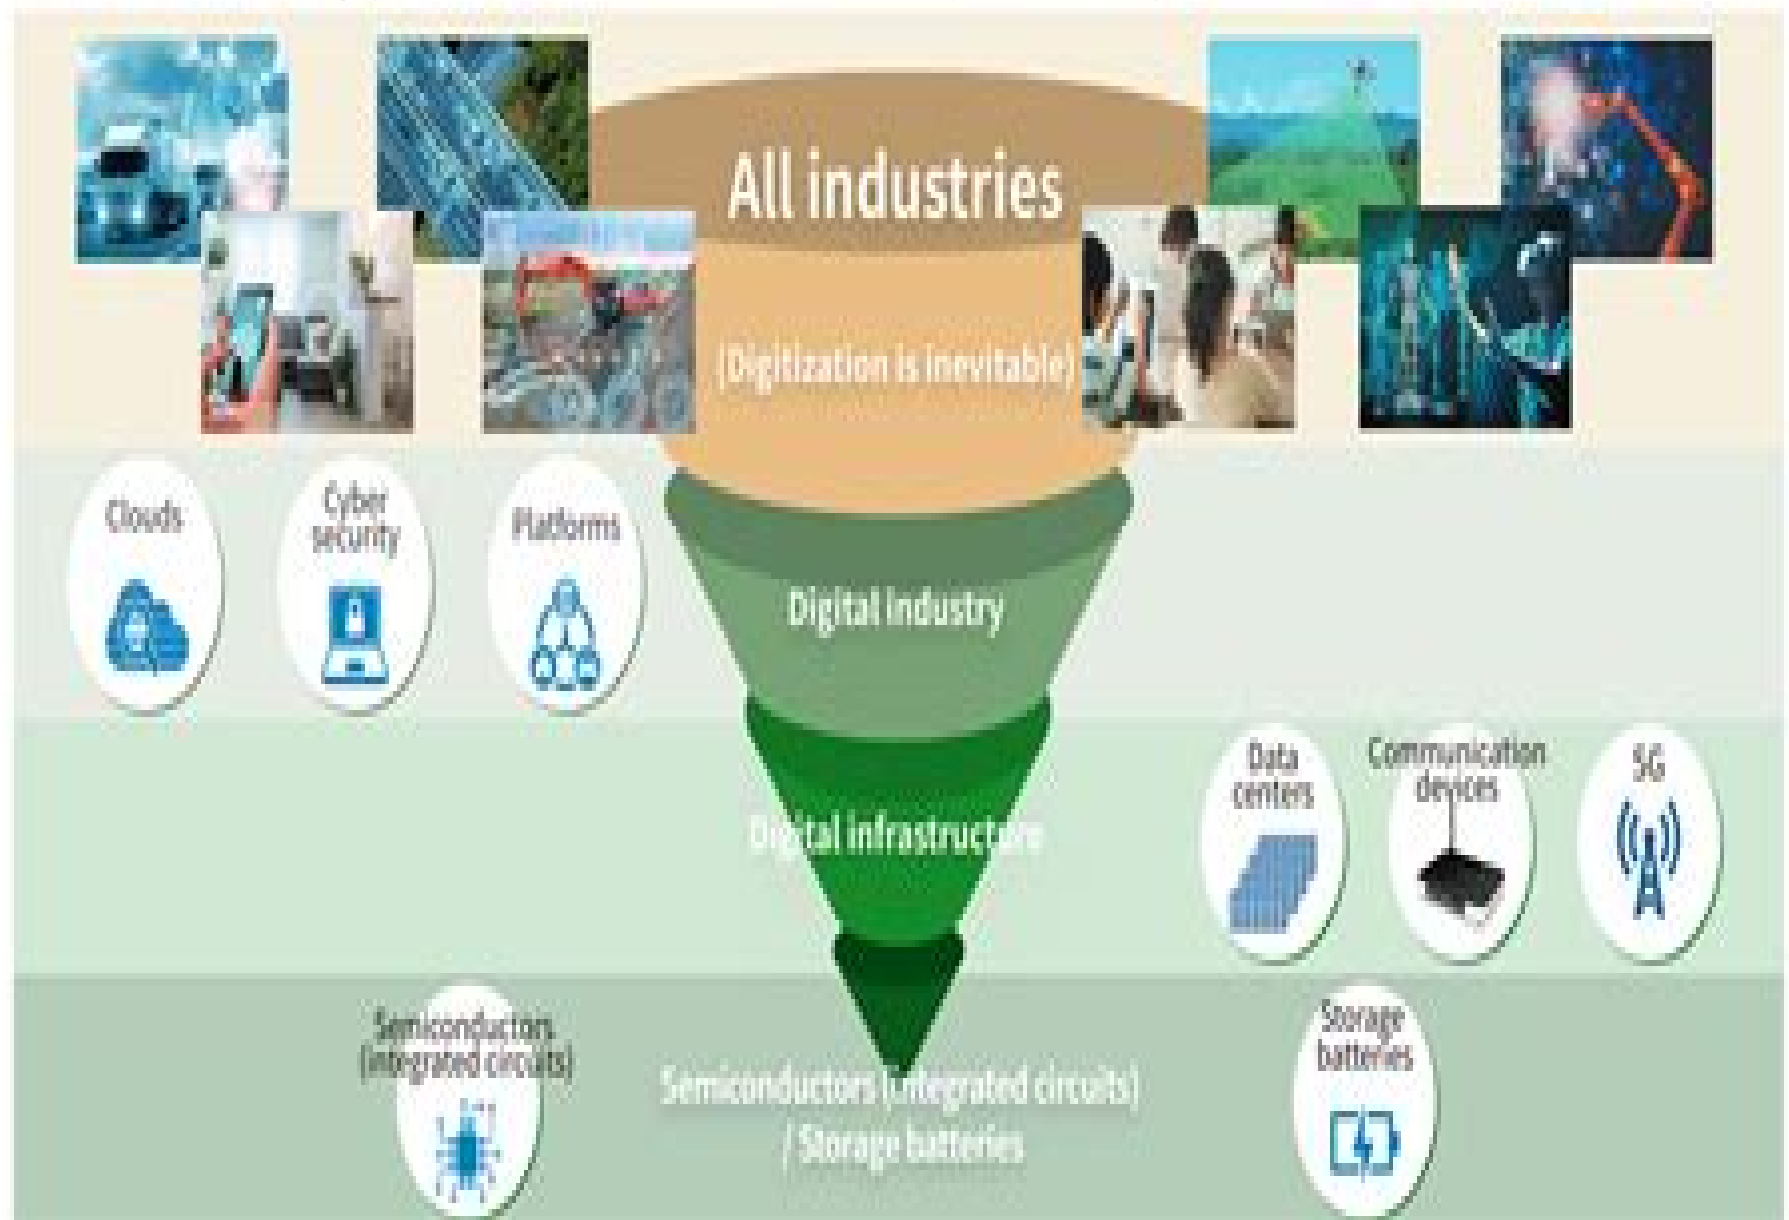 All industries
(Digitization is inevitable)
Clouds
Cyber
security
Platforms
Digital industry
Data
centers
Communication
devices
5G
Digital infrastructure
Semiconductors
(integrated circuits)
Storage
batteries
Semiconductors (integrated circuits)
/ Storage batteries